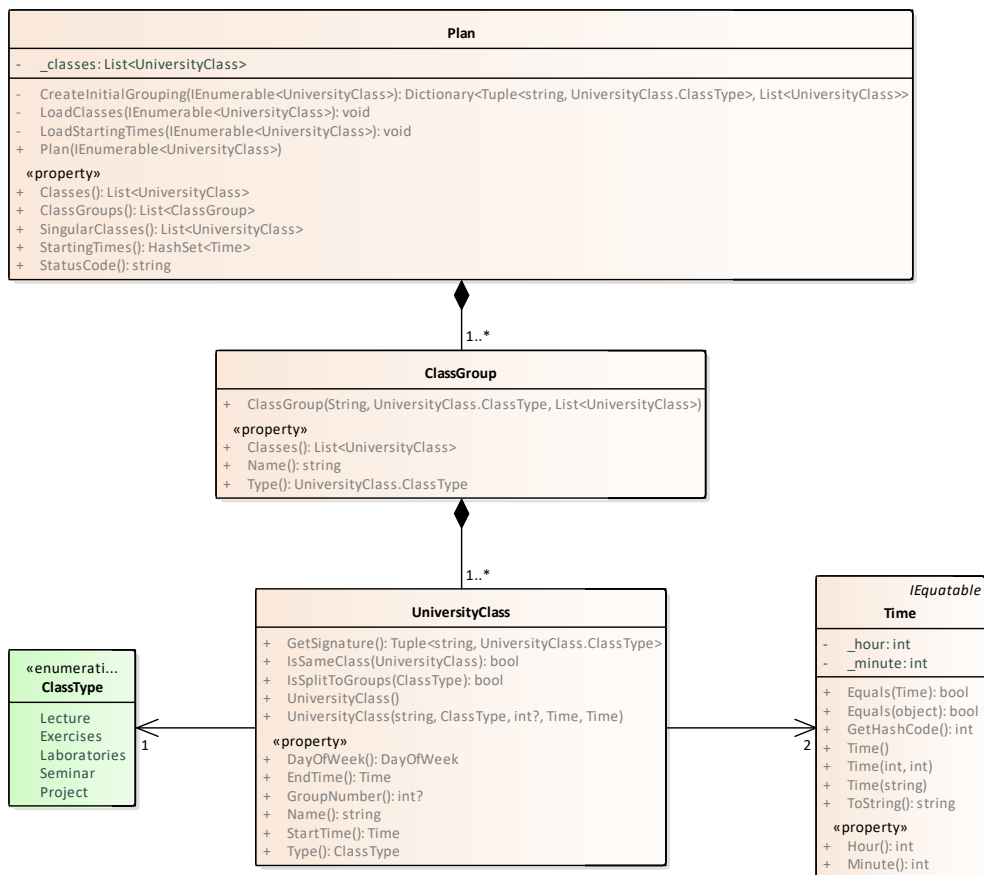 Plan
- _classes: List<UniversityClass>
- CreateInitialGrouping(IEnumerable<UniversityClass>): Dictionary<Tuple<string, UniversityClass.ClassType>, List<UniversityClass>>
- LoadClasses(IEnumerable<UniversityClass>): void
- LoadStartingTimes(IEnumerable<UniversityClass>): void
+ Plan(IEnumerable<UniversityClass>)
«property»
+ Classes(): List<UniversityClass>
+ ClassGroups(): List<ClassGroup>
+ SingularClasses(): List<UniversityClass>
+ StartingTimes(): HashSet<Time>
+ StatusCode(): string
1..*
ClassGroup
+ ClassGroup(String, UniversityClass.ClassType, List<UniversityClass>)
«property»
+ Classes(): List<UniversityClass>
+ Name(): string
+ Type(): UniversityClass.ClassType
1..*
UniversityClass
+ GetSignature(): Tuple<string, UniversityClass.ClassType>
+ IsSameClass(UniversityClass): bool
+ IsSplitToGroups(ClassType): bool
+ UniversityClass()
+ UniversityClass(string, ClassType, int?, Time, Time)
«property»
+ DayOfWeek(): DayOfWeek
+ EndTime(): Time
+ GroupNumber(): int?
+ Name(): string
+ StartTime(): Time
+ Type(): ClassType
«enumerati...
ClassType
Lecture
Exercises
Laboratories
Seminar
Project
1
2
IEquatable
Time
- _hour: int
- _minute: int
+ Equals(Time): bool
+ Equals(object): bool
+ GetHashCode(): int
+ Time()
+ Time(int, int)
+ Time(string)
+ ToString(): string
«property»
+ Hour(): int
+ Minute(): int